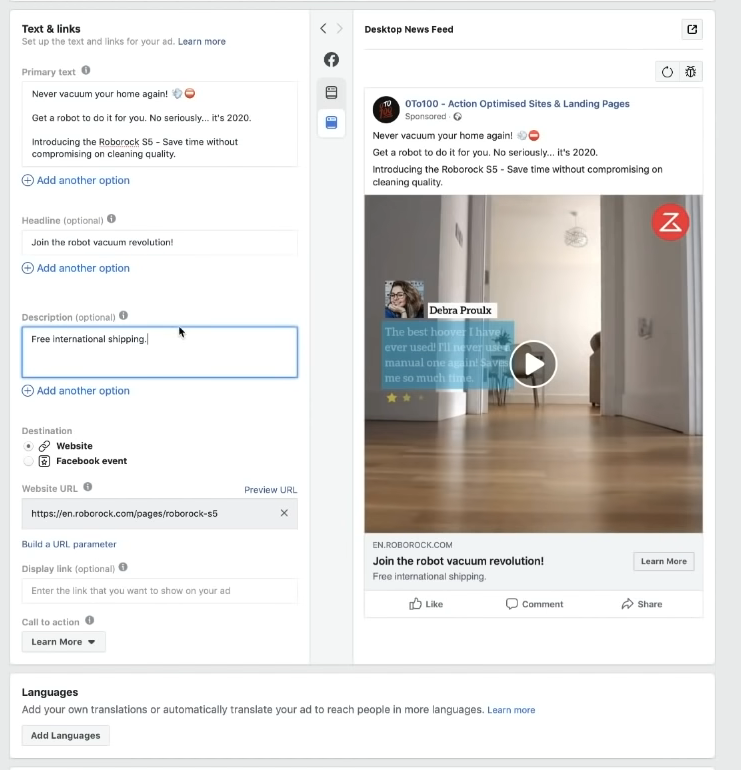 Text & links
Set up the text and links for your ad. Learn more
Primary text
Never vacuum your home again!
Get a robot to do it for you. No seriously... it's 2020.
Introducing the Roborock S5 - Save time without
compromising on cleaning quality.
Add another option
Headline (optional)
Join the robot vacuum revolution!
Add another option
Description (optional)
Free international shipping.
Add another option
Destination
Website
Facebook event
Website URL
Preview URL
https://en.roborock.com/pages/roborock-s5
Build a URL parameter
Display link (optional)
Enter the link that you want to show on your ad
Call to action
Learn More
Desktop News Feed
0To100 - Action Optimised Sites & Landing Pages
Sponsored
Never vacuum your home again!
Get a robot to do it for you. No seriously... it's 2020.
Introducing the Roborock S5 - Save time without compromising on
cleaning quality.
Debra Proulx
The best hoover I have
ever used! I'll never use a
manual one again! Saves
me so much time.
EN.ROBOROCK.COM
Join the robot vacuum revolution!
Learn More
Free international shipping.
Like
Comment
Share
Languages
Add your own translations or automatically translate your ad to reach people in more languages. Learn more
Add Languages